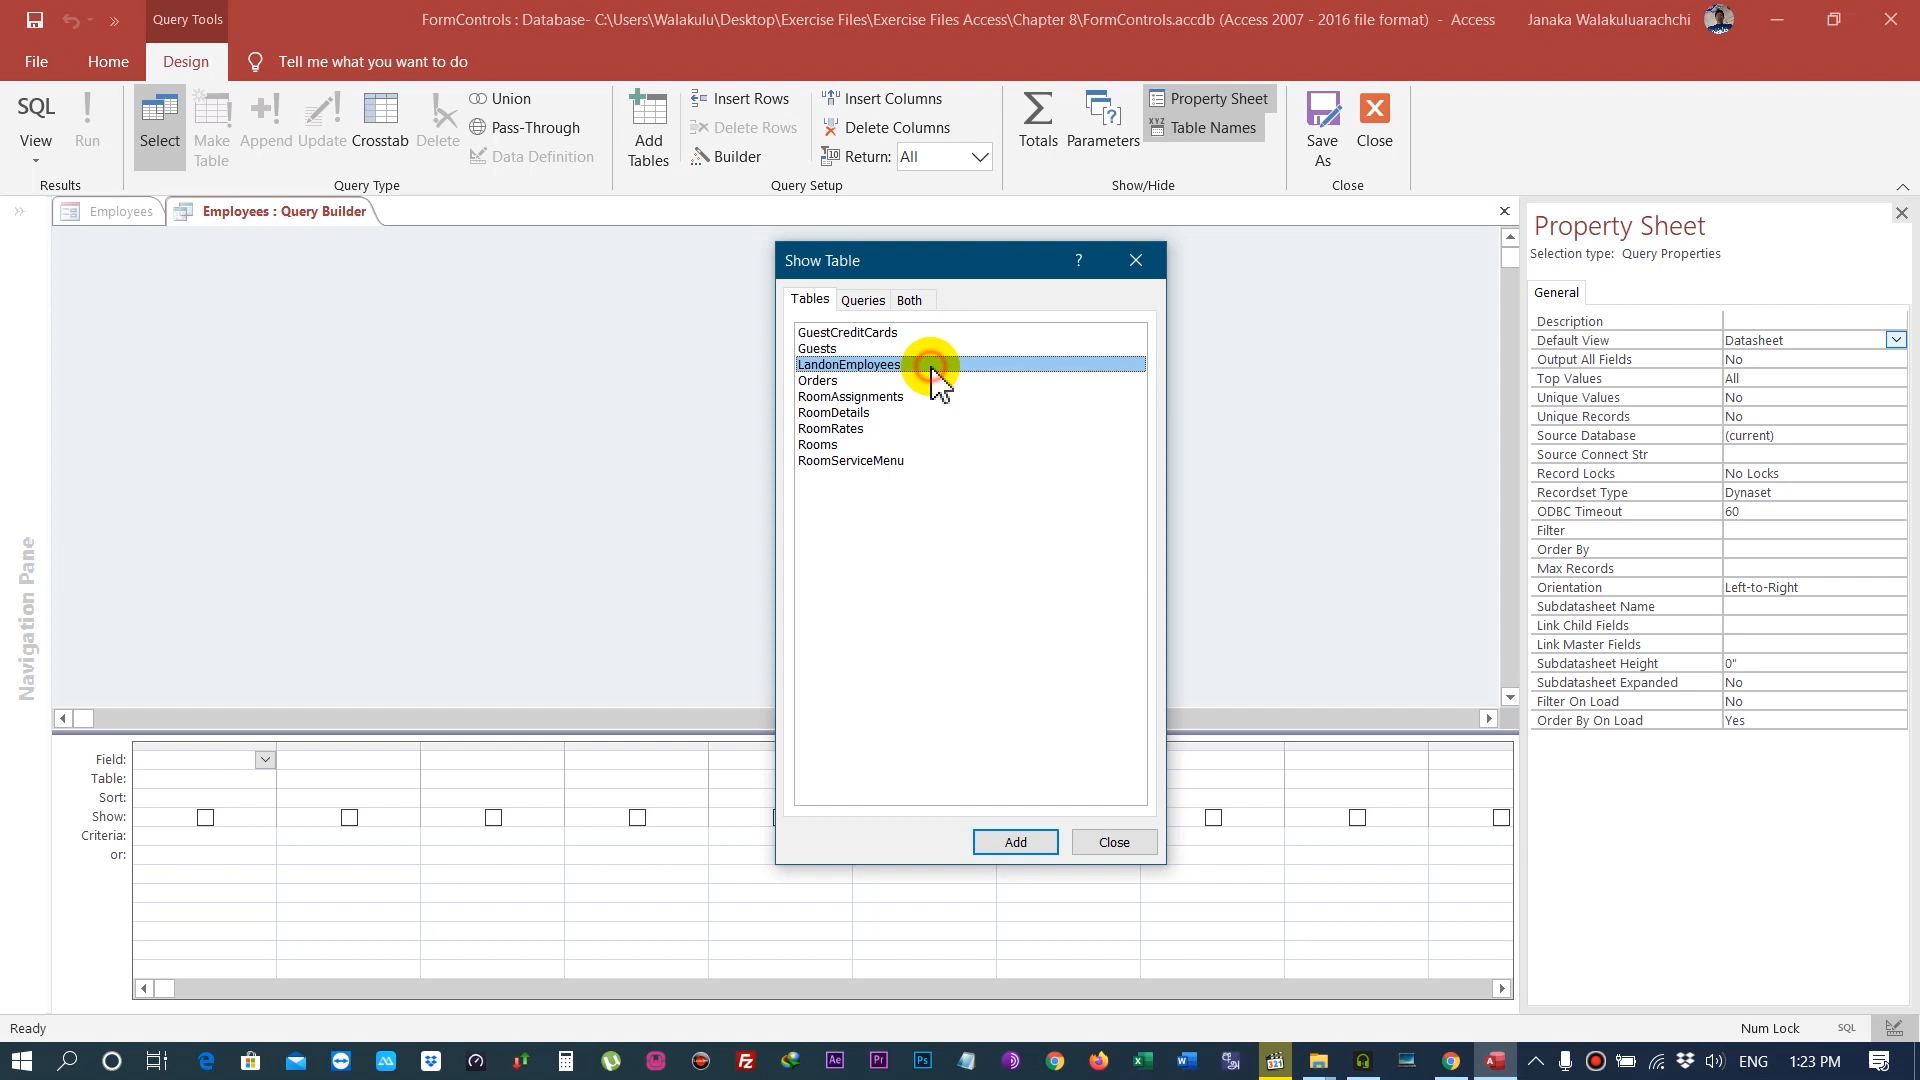 Query Tools
FormControls : Database- C:\Users\Walakulu\Desktop\Exercise Files\Exercise Files Access\Chapter 8\FormControls.accdb (Access 2007 - 2016 file format) - Access
Janaka Walakuluarachchi
File
Home
Design
Tell me what you want to do
SQL
View
Run
Results
Select
Make Table
Append
Update
Crosstab
Delete
Union
Pass-Through
Data Definition
Query Type
Add Tables
Insert Rows
Delete Rows
Builder
Insert Columns
Delete Columns
Return: All
Query Setup
Totals
Parameters
Property Sheet
Table Names
Show/Hide
Save As
Close
Close
Employees
Employees : Query Builder
Navigation Pane
Show Table
?
Tables
Queries
Both
GuestCreditCards
Guests
LandonEmployees
Orders
RoomAssignments
RoomDetails
RoomRates
Rooms
RoomServiceMenu
Add
Close
Field:
Table:
Sort:
Show:
Criteria:
or:
Property Sheet
Selection type: Query Properties
General
Description
Default View Datasheet
Output All Fields No
Top Values All
Unique Values No
Unique Records No
Source Database (current)
Source Connect Str
Record Locks No Locks
Recordset Type Dynaset
ODBC Timeout 60
Filter
Order By
Max Records
Orientation Left-to-Right
Subdatasheet Name
Link Child Fields
Link Master Fields
Subdatasheet Height 0"
Subdatasheet Expanded No
Filter On Load No
Order By On Load Yes
Ready
Num Lock
SQL
Ae
Pr
Ps
ENG
1:23 PM